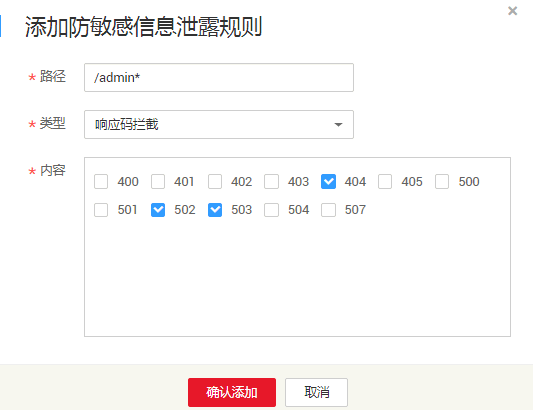 添加防敏感信息泄露规则
* 路径 /admin*
* 类型 响应码拦截
* 内容
400 401 402 403 404 405 500
501 502 503 504 507
确认添加 取消